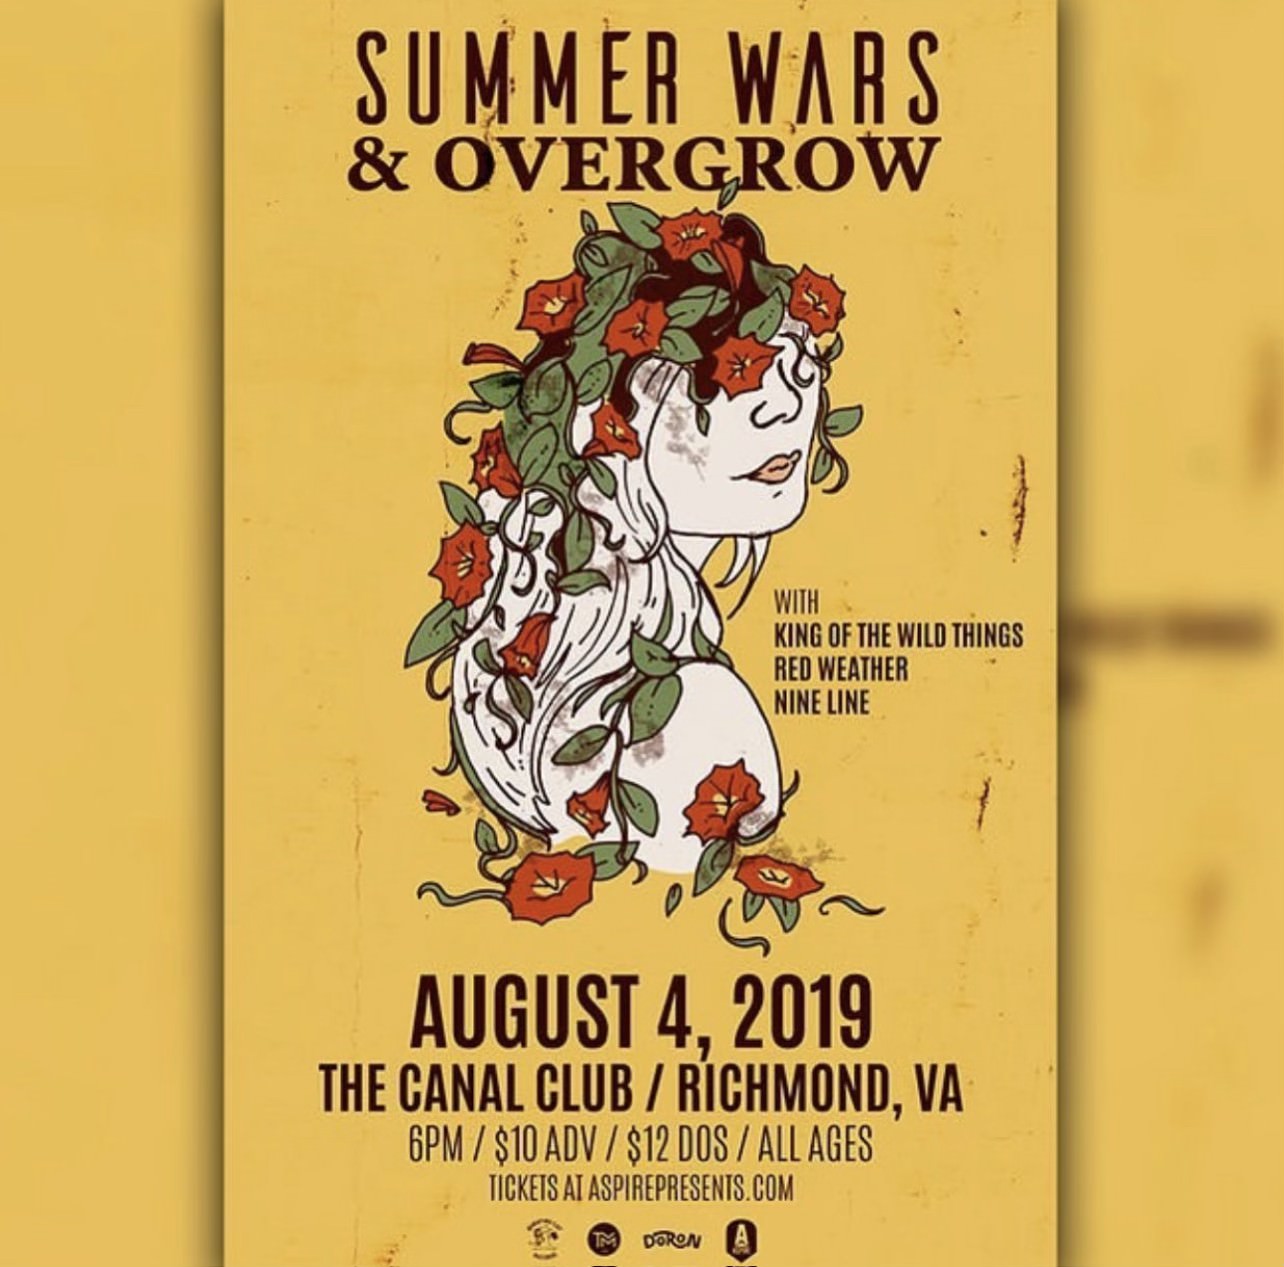 SUMMER WARS
& OVERGROW
WITH
KING OF THE WILD THINGS
RED WEATHER
NINE LINE
AUGUST 4, 2019
THE CANAL CLUB / RICHMOND, VA
6PM / $10 ADV / $12 DOS / ALL AGES
TICKETS AT ASPIREPRESENTS.COM
TM DORON A